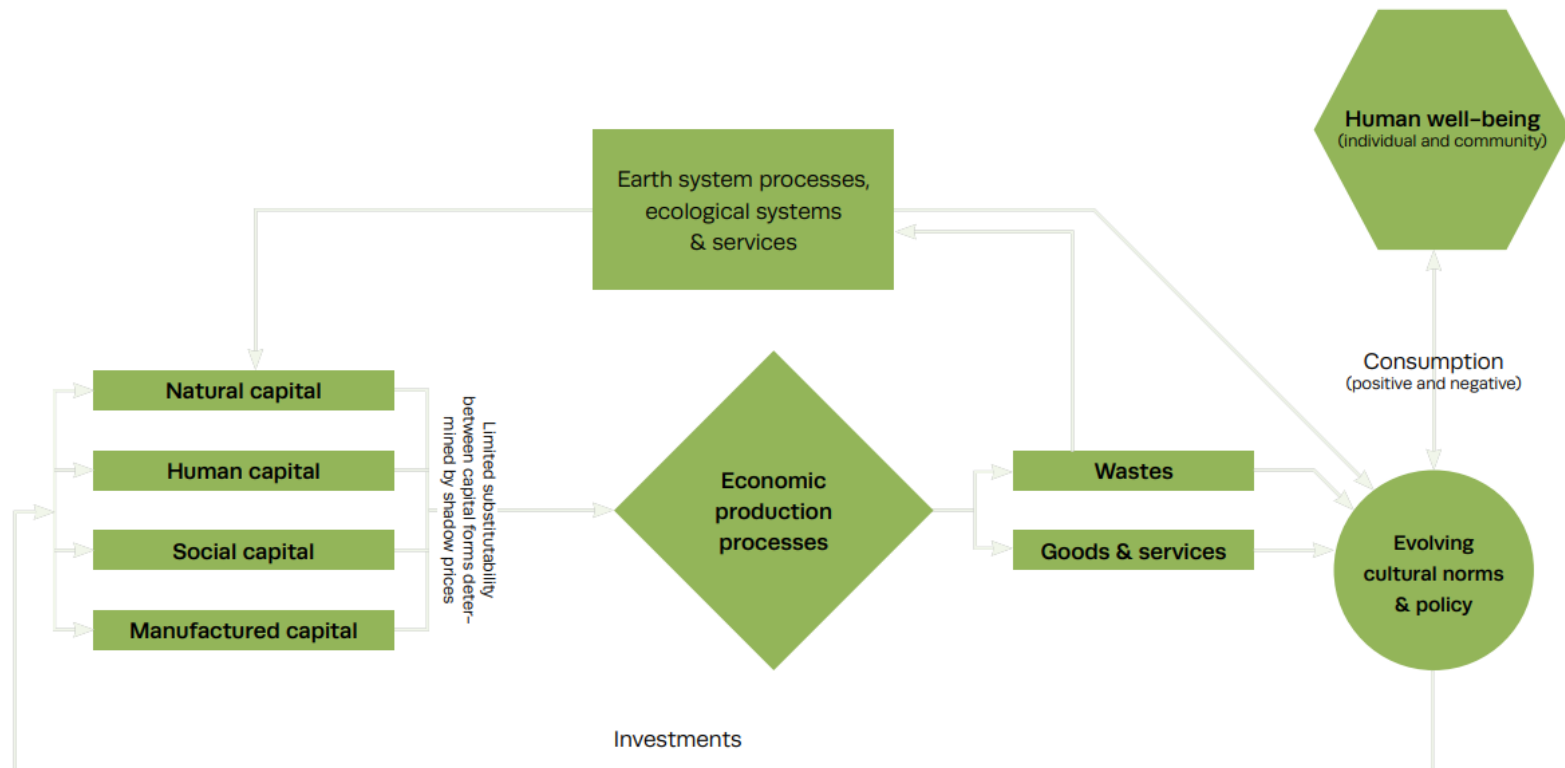 Human well-being
(individual and community)
Earth system processes,
ecological systems
& services
Consumption
(positive and negative)
Natural capital
Human capital
Social capital
Manufactured capital
Limited substitutability
between capital forms deter-
mined by shadow prices
Economic
production
processes
Wastes
Goods & services
Evolving
cultural norms
& policy
Investments